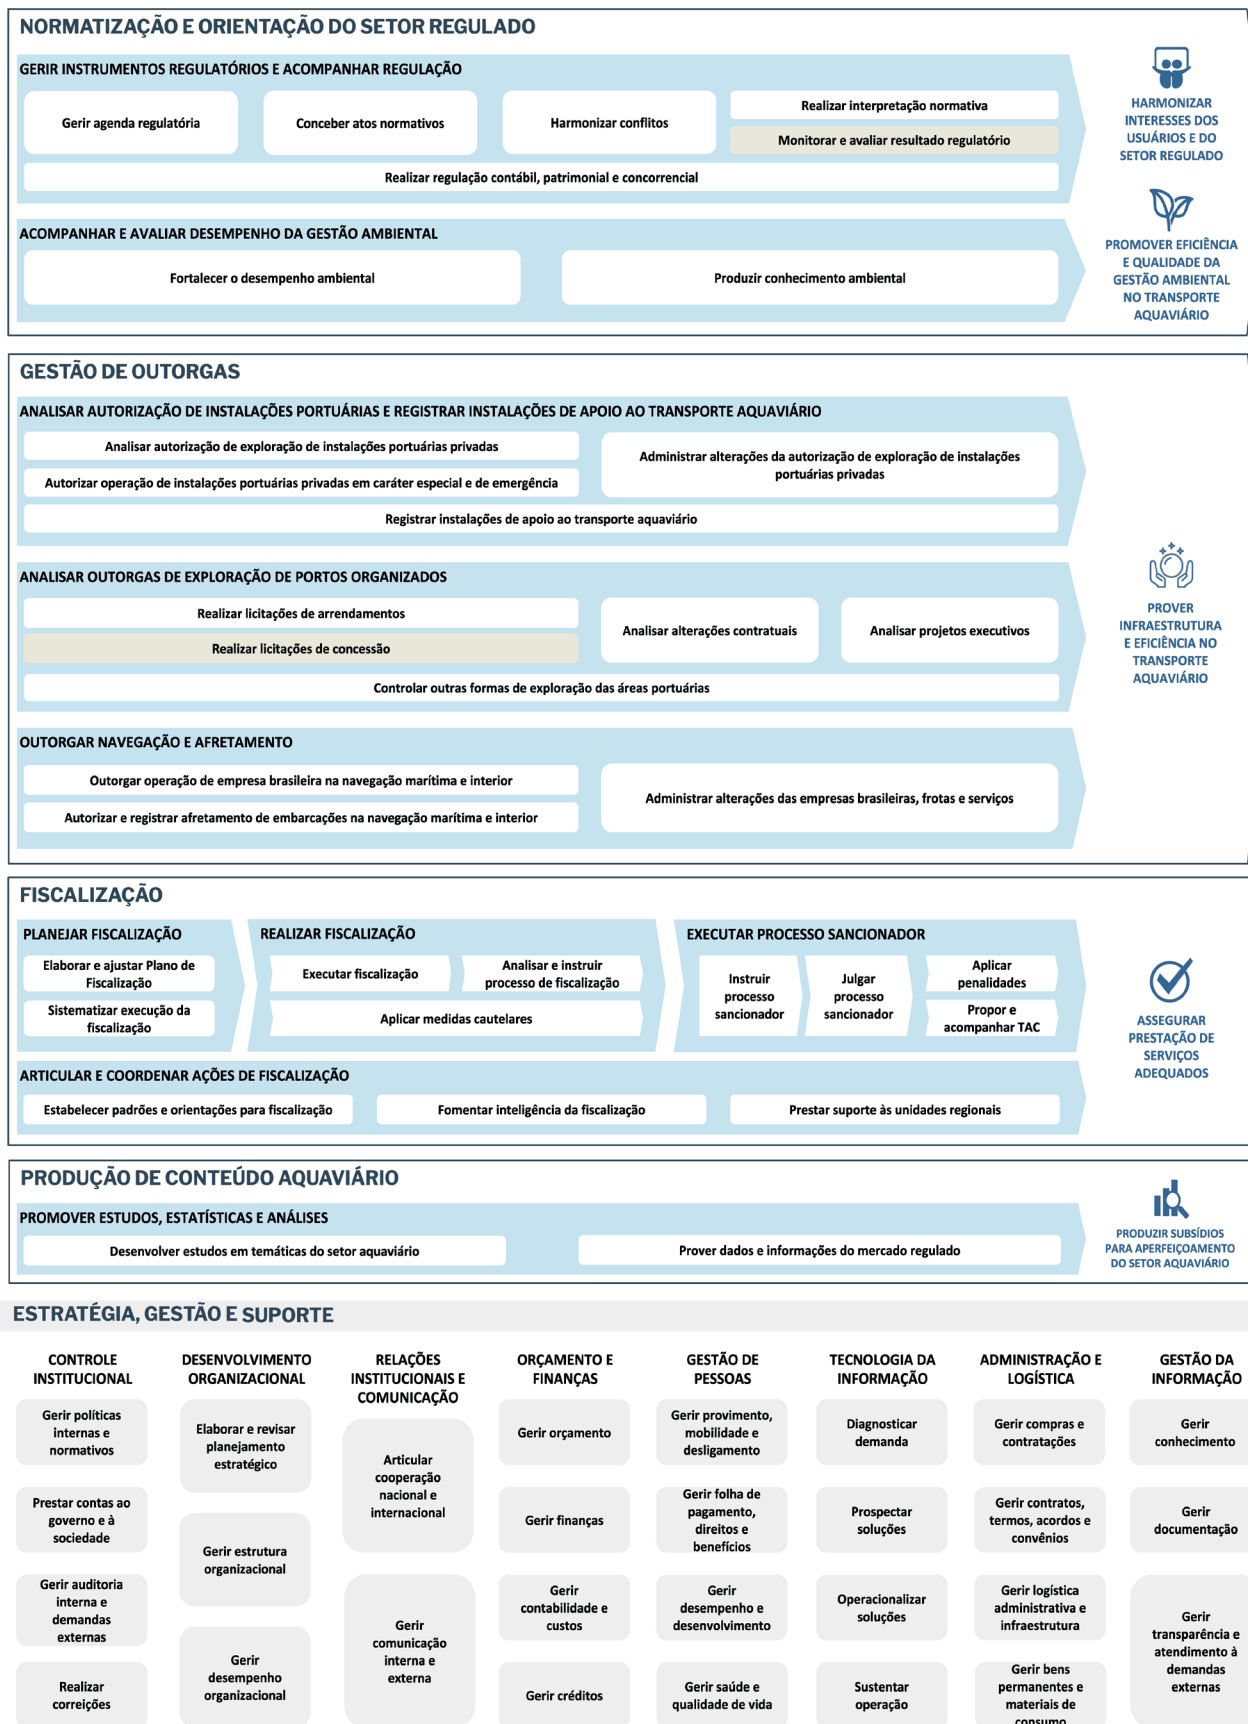 NORMATIZAÇÃO E ORIENTAÇÃO DO SETOR REGULADO
GERIR INSTRUMENTOS REGULATÓRIOS E ACOMPANHAR REGULAÇÃO
Gerir agenda regulatória
Conceber atos normativos
Harmonizar conflitos
Realizar interpretação normativa
Monitorar e avaliar resultado regulatório
Realizar regulação contábil, patrimonial e concorrencial
HARMONIZAR
INTERESSES DOS
USUÁRIOS E DO
SETOR REGULADO
ACOMPANHAR E AVALIAR DESEMPENHO DA GESTÃO AMBIENTAL
Fortalecer o desempenho ambiental
Produzir conhecimento ambiental
PROMOVER EFICIÊNCIA
E QUALIDADE DA
GESTÃO AMBIENTAL
NO TRANSPORTE
AQUAVIÁRIO
GESTÃO DE OUTORGAS
ANALISAR AUTORIZAÇÃO DE INSTALAÇÕES PORTUÁRIAS E REGISTRAR INSTALAÇÕES DE APOIO AO TRANSPORTE AQUAVIÁRIO
Analisar autorização de exploração de instalações portuárias privadas
Autorizar operação de instalações portuárias privadas em caráter especial e de emergência
Administrar alterações da autorização de exploração de instalações
portuárias privadas
Registrar instalações de apoio ao transporte aquaviário
ANALISAR OUTORGAS DE EXPLORAÇÃO DE PORTOS ORGANIZADOS
Realizar licitações de arrendamentos
Realizar licitações de concessão
Analisar alterações contratuais
Analisar projetos executivos
Controlar outras formas de exploração das áreas portuárias
PROVER
INFRAESTRUTURA
E EFICIÊNCIA NO
TRANSPORTE
AQUAVIÁRIO
OUTORGAR NAVEGAÇÃO E AFRETAMENTO
Outorgar operação de empresa brasileira na navegação marítima e interior
Autorizar e registrar afretamento de embarcações na navegação marítima e interior
Administrar alterações das empresas brasileiras, frotas e serviços
FISCALIZAÇÃO
PLANEJAR FISCALIZAÇÃO
Elaborar e ajustar Plano de
Fiscalização
Sistematizar execução da
fiscalização
REALIZAR FISCALIZAÇÃO
Executar fiscalização
Analisar e instruir
processo de fiscalização
Aplicar medidas cautelares
EXECUTAR PROCESSO SANCIONADOR
Instruir
processo
sancionador
Julgar
processo
sancionador
Aplicar
penalidades
Propor e
acompanhar TAC
ARTICULAR E COORDENAR AÇÕES DE FISCALIZAÇÃO
Estabelecer padrões e orientações para fiscalização
Fomentar inteligência da fiscalização
Prestar suporte às unidades regionais
ASSEGURAR
PRESTAÇÃO DE
SERVIÇOS
ADEQUADOS
PRODUÇÃO DE CONTEÚDO AQUAVIÁRIO
PROMOVER ESTUDOS, ESTATÍSTICAS E ANÁLISES
Desenvolver estudos em temáticas do setor aquaviário
Prover dados e informações do mercado regulado
PRODUZIR SUBSÍDIOS
PARA APERFEIÇOAMENTO
DO SETOR AQUAVIÁRIO
ESTRATÉGIA, GESTÃO E SUPORTE
CONTROLE
INSTITUCIONAL
Gerir políticas
internas e
normativos
Prestar contas ao
governo e à
sociedade
Gerir auditoria
interna e
demandas
externas
Realizar
correições
DESENVOLVIMENTO
ORGANIZACIONAL
Elaborar e revisar
planejamento
estratégico
Gerir estrutura
organizacional
Gerir
desempenho
organizacional
RELAÇÕES
INSTITUCIONAIS E
COMUNICAÇÃO
Articular
cooperação
nacional e
internacional
Gerir
comunicação
interna e
externa
ORÇAMENTO E
FINANÇAS
Gerir orçamento
Gerir finanças
Gerir
contabilidade e
custos
Gerir créditos
GESTÃO DE
PESSOAS
Gerir provimento,
mobilidade e
desligamento
Gerir folha de
pagamento,
direitos e
benefícios
Gerir
desempenho e
desenvolvimento
Gerir saúde e
qualidade de vida
TECNOLOGIA DA
INFORMAÇÃO
Diagnosticar
demanda
Prospectar
soluções
Operacionalizar
soluções
Sustentar
operação
ADMINISTRAÇÃO E
LOGÍSTICA
Gerir compras e
contratações
Gerir contratos,
termos, acordos e
convênios
Gerir logística
administrativa e
infraestrutura
Gerir bens
permanentes e
materiais de
consumo
GESTÃO DA
INFORMAÇÃO
Gerir
conhecimento
Gerir
documentação
Gerir
transparência e
atendimento à
demandas
externas